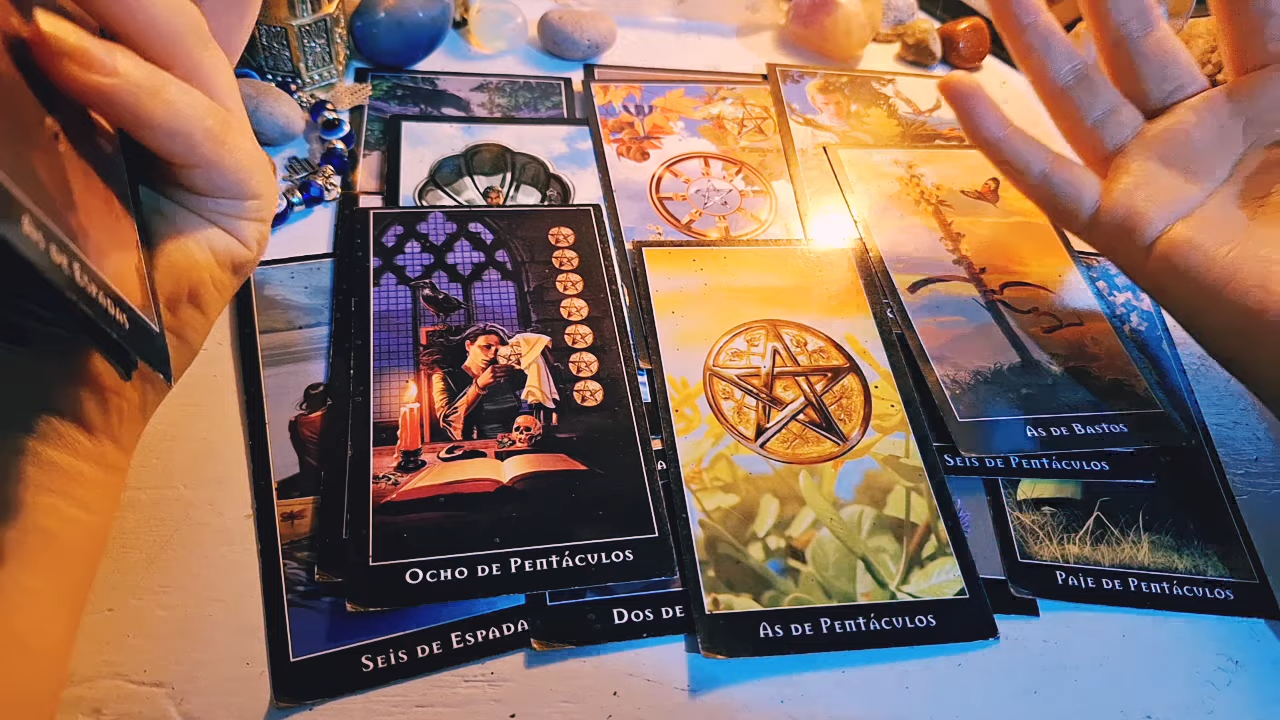 As de Espadas
Ocho de Pentáculos
Seis de Espada
Dos de
As de Pentáculos
As de Bastos
Seis de Pentáculos
Paje de Pentáculos